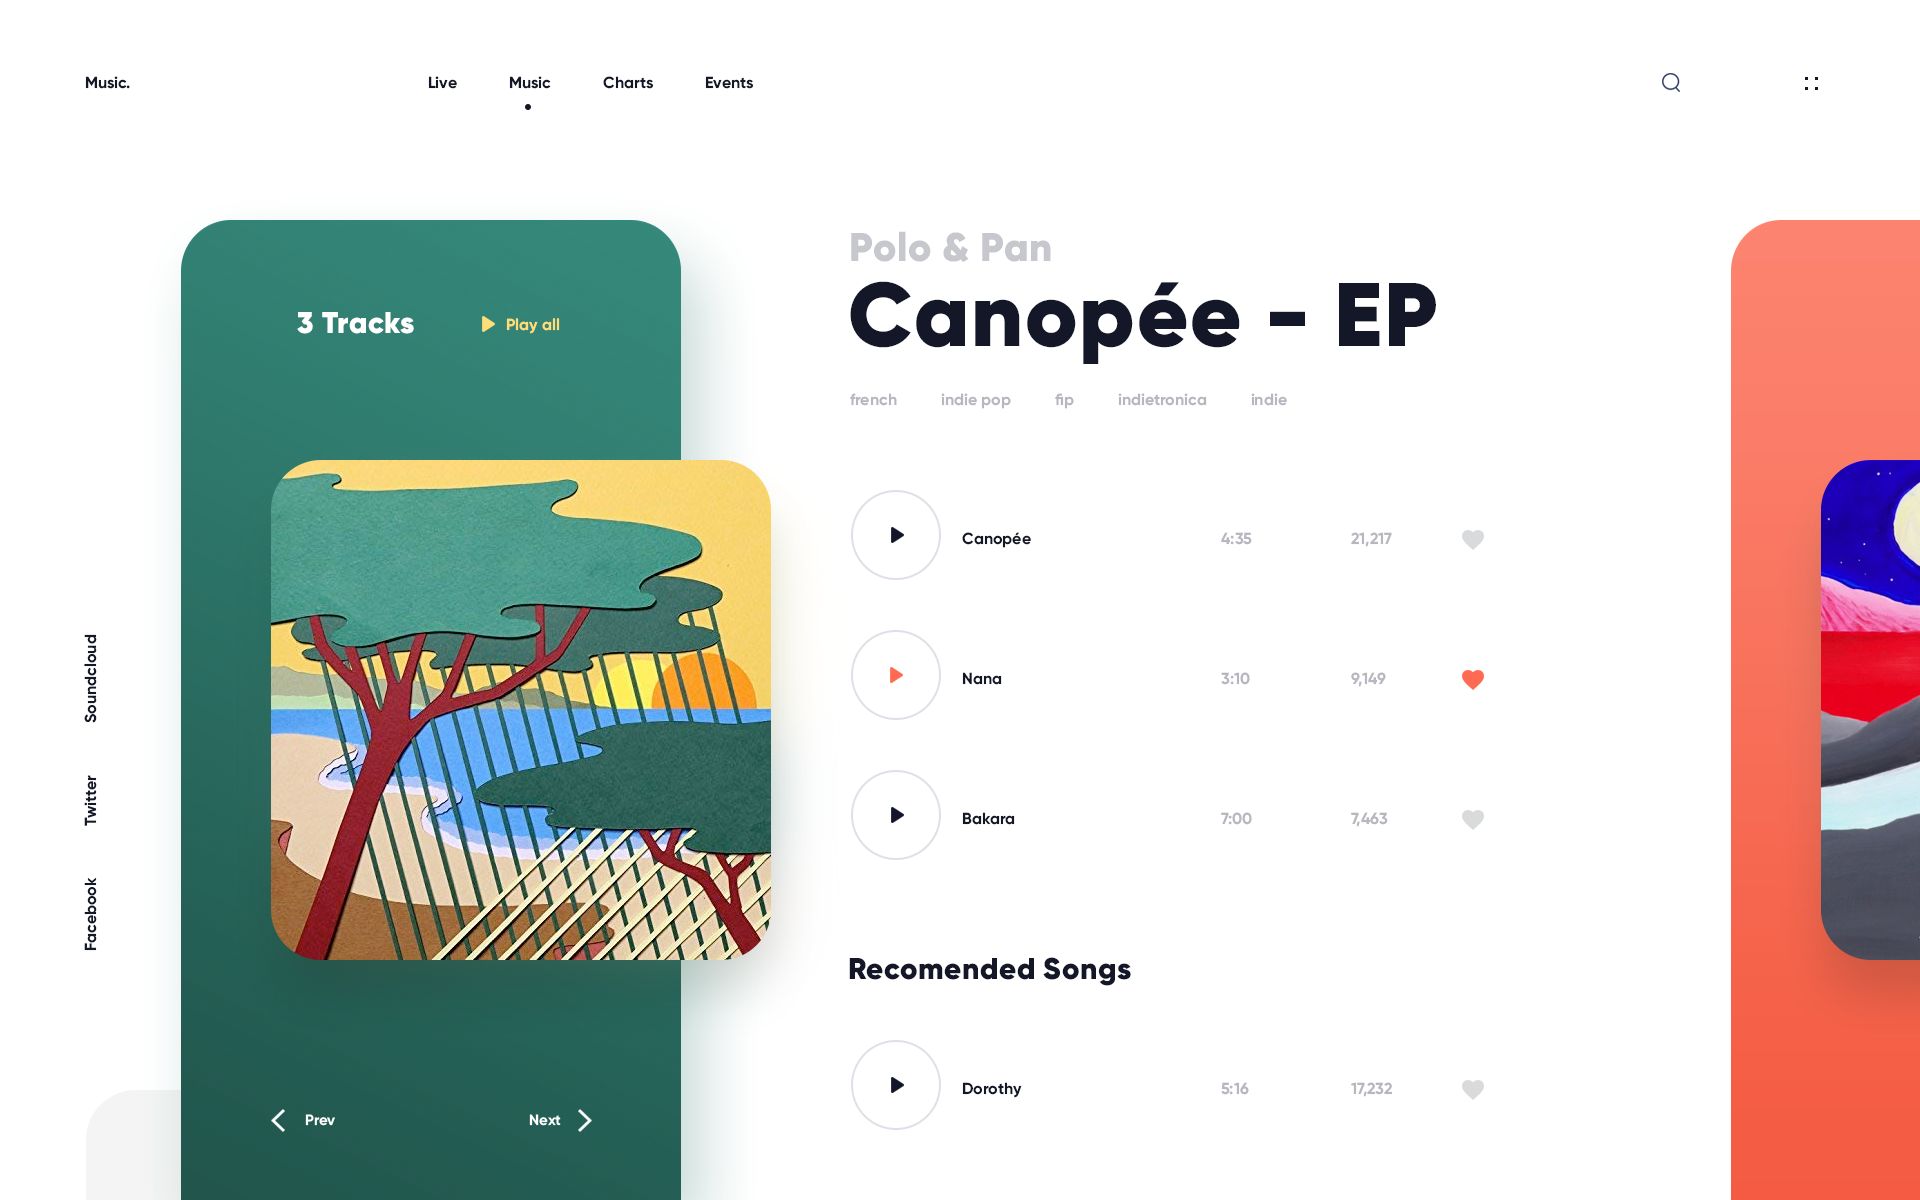 Music.
Live
Music
Charts
Events
3 Tracks
Play all
Polo & Pan
Canopée - EP
french
indie pop
fip
indietronica
indie
Canopée
4:35
21,217
Nana
3:10
9,149
Bakara
7:00
7,463
Recomended Songs
Dorothy
5:16
17,232
Soundcloud
Twitter
Facebook
Prev
Next